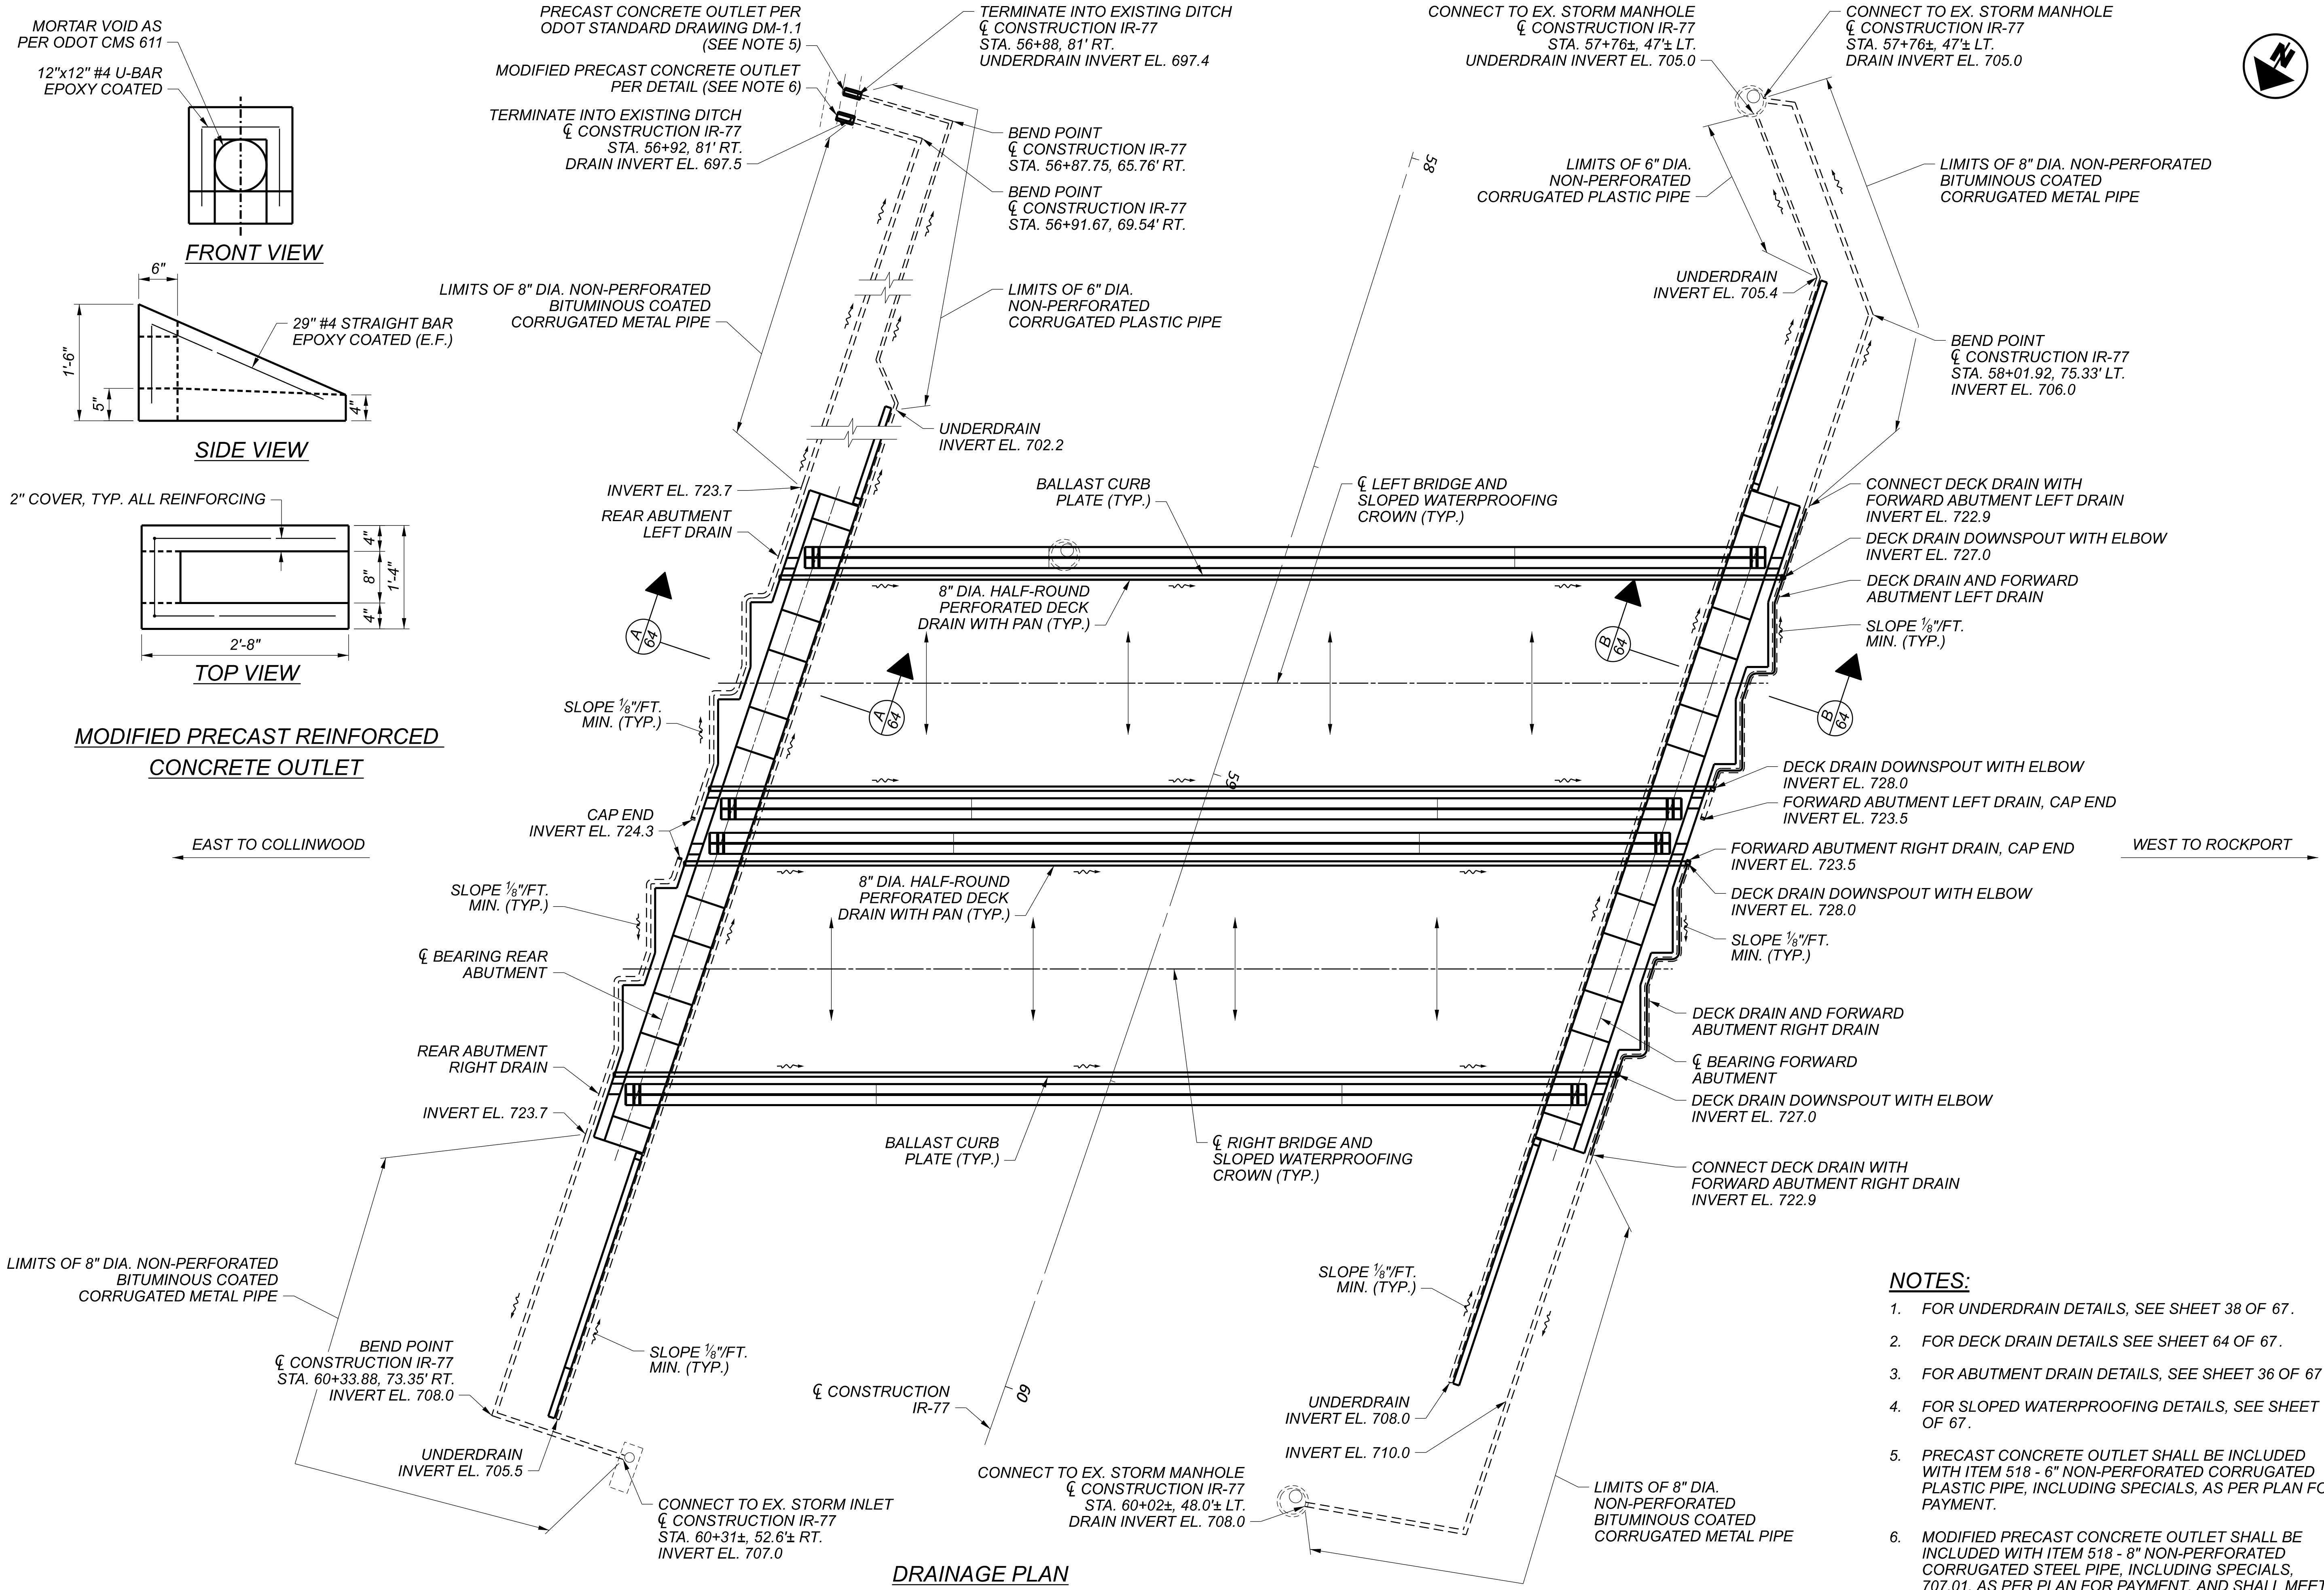 MORTAR VOID AS
PER ODOT CMS 611
12"x12" #4 U-BAR
EPOXY COATED
FRONT VIEW
6"
1'-6"
5"
4"
29" #4 STRAIGHT BAR
EPOXY COATED (E.F.)
SIDE VIEW
2" COVER, TYP. ALL REINFORCING
4"
8"
4"
1'-4"
2'-8"
TOP VIEW
MODIFIED PRECAST REINFORCED
CONCRETE OUTLET
PRECAST CONCRETE OUTLET PER
ODOT STANDARD DRAWING DM-1.1
(SEE NOTE 5)
MODIFIED PRECAST CONCRETE OUTLET
PER DETAIL (SEE NOTE 6)
TERMINATE INTO EXISTING DITCH
℄ CONSTRUCTION IR-77
STA. 56+92, 81' RT.
DRAIN INVERT EL. 697.5
TERMINATE INTO EXISTING DITCH
℄ CONSTRUCTION IR-77
STA. 56+88, 81' RT.
UNDERDRAIN INVERT EL. 697.4
BEND POINT
℄ CONSTRUCTION IR-77
STA. 56+87.75, 65.76' RT.
BEND POINT
℄ CONSTRUCTION IR-77
STA. 56+91.67, 69.54' RT.
LIMITS OF 8" DIA. NON-PERFORATED
BITUMINOUS COATED
CORRUGATED METAL PIPE
LIMITS OF 6" DIA.
NON-PERFORATED
CORRUGATED PLASTIC PIPE
UNDERDRAIN
INVERT EL. 702.2
58
CONNECT TO EX. STORM MANHOLE
℄ CONSTRUCTION IR-77
STA. 57+76±, 47'± LT.
UNDERDRAIN INVERT EL. 705.0
CONNECT TO EX. STORM MANHOLE
℄ CONSTRUCTION IR-77
STA. 57+76±, 47'± LT.
DRAIN INVERT EL. 705.0
N
LIMITS OF 6" DIA.
NON-PERFORATED
CORRUGATED PLASTIC PIPE
LIMITS OF 8" DIA. NON-PERFORATED
BITUMINOUS COATED
CORRUGATED METAL PIPE
UNDERDRAIN
INVERT EL. 705.4
BEND POINT
℄ CONSTRUCTION IR-77
STA. 58+01.92, 75.33' LT.
INVERT EL. 706.0
INVERT EL. 723.7
REAR ABUTMENT
LEFT DRAIN
BALLAST CURB
PLATE (TYP.)
℄ LEFT BRIDGE AND
SLOPED WATERPROOFING
CROWN (TYP.)
CONNECT DECK DRAIN WITH
FORWARD ABUTMENT LEFT DRAIN
INVERT EL. 722.9
DECK DRAIN DOWNSPOUT WITH ELBOW
INVERT EL. 727.0
DECK DRAIN AND FORWARD
ABUTMENT LEFT DRAIN
SLOPE ⅛"/FT.
MIN. (TYP.)
8" DIA. HALF-ROUND
PERFORATED DECK
DRAIN WITH PAN (TYP.)
A
64
A
64
B
64
B
64
SLOPE ⅛"/FT.
MIN. (TYP.)
59
DECK DRAIN DOWNSPOUT WITH ELBOW
INVERT EL. 728.0
FORWARD ABUTMENT LEFT DRAIN, CAP END
INVERT EL. 723.5
CAP END
INVERT EL. 724.3
EAST TO COLLINWOOD
WEST TO ROCKPORT
FORWARD ABUTMENT RIGHT DRAIN, CAP END
INVERT EL. 723.5
DECK DRAIN DOWNSPOUT WITH ELBOW
INVERT EL. 728.0
SLOPE ⅛"/FT.
MIN. (TYP.)
SLOPE ⅛"/FT.
MIN. (TYP.)
8" DIA. HALF-ROUND
PERFORATED DECK
DRAIN WITH PAN (TYP.)
℄ BEARING REAR
ABUTMENT
DECK DRAIN AND FORWARD
ABUTMENT RIGHT DRAIN
REAR ABUTMENT
RIGHT DRAIN
℄ BEARING FORWARD
ABUTMENT
DECK DRAIN DOWNSPOUT WITH ELBOW
INVERT EL. 727.0
INVERT EL. 723.7
BALLAST CURB
PLATE (TYP.)
℄ RIGHT BRIDGE AND
SLOPED WATERPROOFING
CROWN (TYP.)
CONNECT DECK DRAIN WITH
FORWARD ABUTMENT RIGHT DRAIN
INVERT EL. 722.9
LIMITS OF 8" DIA. NON-PERFORATED
BITUMINOUS COATED
CORRUGATED METAL PIPE
BEND POINT
℄ CONSTRUCTION IR-77
STA. 60+33.88, 73.35' RT.
INVERT EL. 708.0
SLOPE ⅛"/FT.
MIN. (TYP.)
UNDERDRAIN
INVERT EL. 705.5
CONNECT TO EX. STORM INLET
℄ CONSTRUCTION IR-77
STA. 60+31±, 52.6'± RT.
INVERT EL. 707.0
℄ CONSTRUCTION
IR-77
60
SLOPE ⅛"/FT.
MIN. (TYP.)
UNDERDRAIN
INVERT EL. 708.0
INVERT EL. 710.0
CONNECT TO EX. STORM MANHOLE
℄ CONSTRUCTION IR-77
STA. 60+02±, 48.0'± LT.
DRAIN INVERT EL. 708.0
LIMITS OF 8" DIA.
NON-PERFORATED
BITUMINOUS COATED
CORRUGATED METAL PIPE
DRAINAGE PLAN
NOTES:
1. FOR UNDERDRAIN DETAILS, SEE SHEET 38 OF 67.
2. FOR DECK DRAIN DETAILS SEE SHEET 64 OF 67.
3. FOR ABUTMENT DRAIN DETAILS, SEE SHEET 36 OF 67
4. FOR SLOPED WATERPROOFING DETAILS, SEE SHEET
OF 67.
5. PRECAST CONCRETE OUTLET SHALL BE INCLUDED
WITH ITEM 518 - 6" NON-PERFORATED CORRUGATED
PLASTIC PIPE, INCLUDING SPECIALS, AS PER PLAN
PAYMENT.
6. MODIFIED PRECAST CONCRETE OUTLET SHALL BE
INCLUDED WITH ITEM 518 - 8" NON-PERFORATED
CORRUGATED STEEL PIPE, INCLUDING SPECIALS,
707.01, AS PER PLAN FOR PAYMENT, AND SHALL MEET